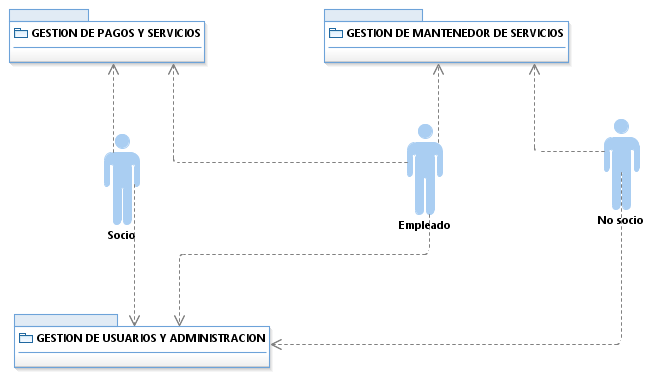 GESTION DE PAGOS Y SERVICIOS
GESTION DE MANTENEDOR DE SERVICIOS
Socio
Empleado
No socio
GESTION DE USUARIOS Y ADMINISTRACION